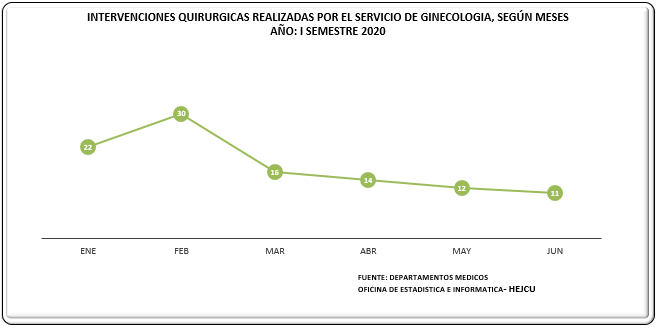 INTERVENCIONES QUIRURGICAS REALIZADAS POR EL SERVICIO DE GINECOLOGIA, SEGÚN MESES
AÑO: I SEMESTRE 2020
22
30
16
14
12
11
ENE
FEB
MAR
ABR
MAY
JUN
FUENTE: DEPARTAMENTOS MEDICOS
OFICINA DE ESTADISTICA E INFORMATICA- HEJCU